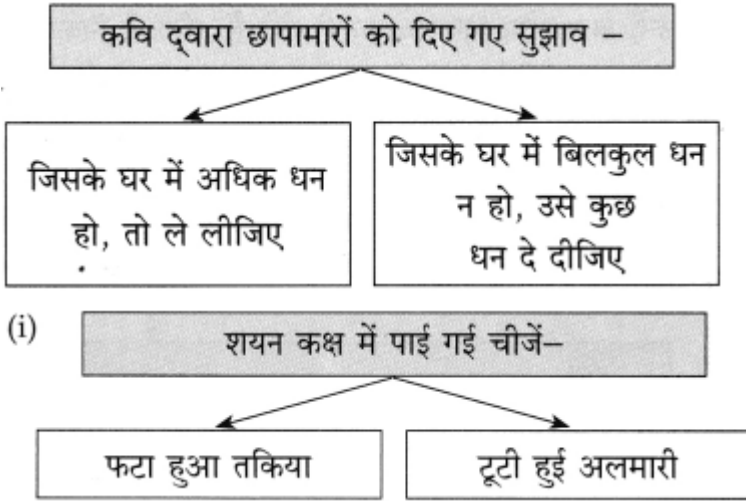 कवि द्‌वारा छापामारों को दिए गए सुझाव –
जिसके घर में अधिक धन
हो, तो ले लीजिए
जिसके घर में बिलकुल धन
न हो, उसे कुछ
धन दे दीजिए
(i)
शयन कक्ष में पाई गई चीजें–
फटा हुआ तकिया
टूटी हुई अलमारी